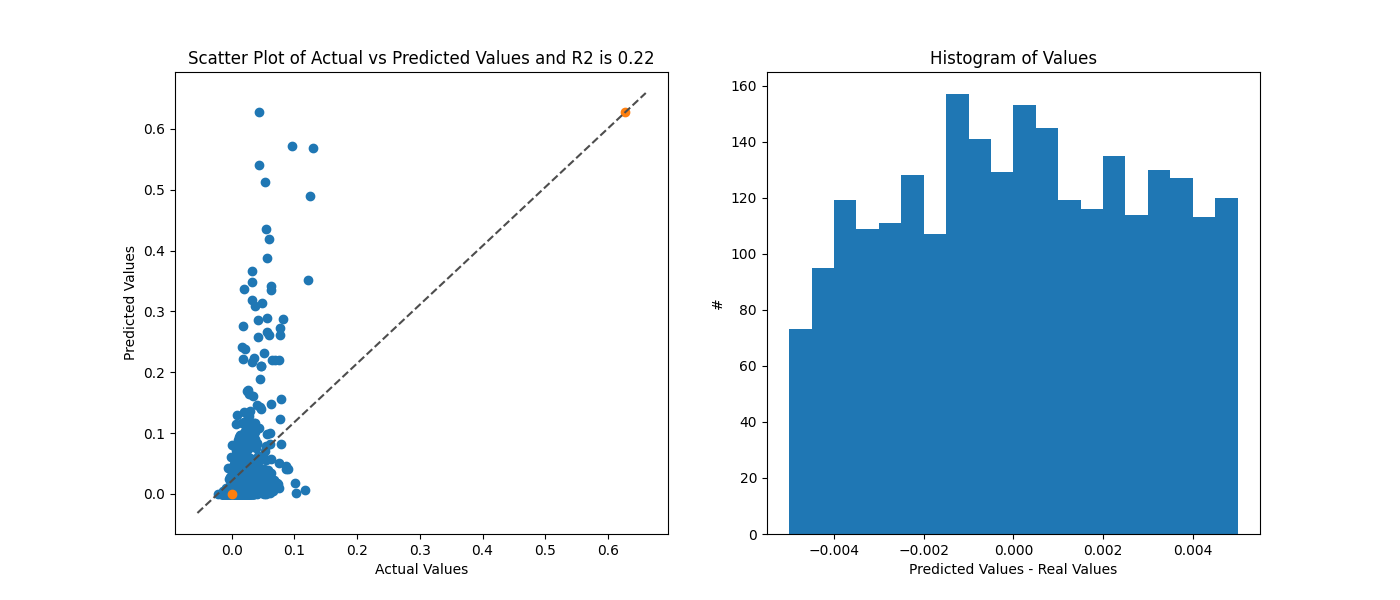 Scatter Plot of Actual vs Predicted Values and R2 is 0.22
Predicted Values
0.6
0.5
0.4
0.3
0.2
0.1
0.0
0.0 0.1 0.2 0.3 0.4 0.5 0.6
Actual Values
Histogram of Values
#
160
140
120
100
80
60
40
20
0
−0.004 −0.002 0.000 0.002 0.004
Predicted Values - Real Values